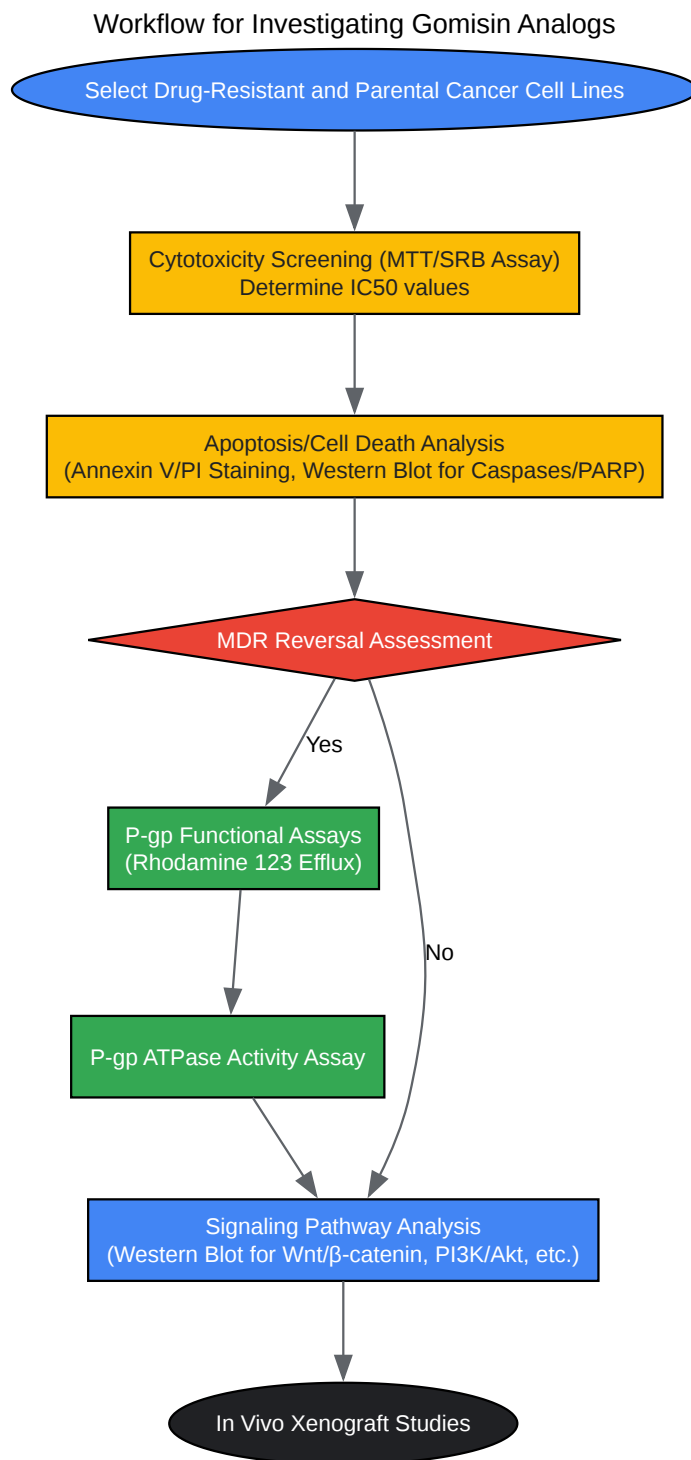 Workflow for Investigating Gomisin Analogs
Select Drug-Resistant and Parental Cancer Cell Lines
Cytotoxicity Screening (MTT/SRB Assay)
Determine IC50 values
Apoptosis/Cell Death Analysis
(Annexin V/PI Staining, Western Blot for Caspases/PARP)
MDR Reversal Assessment
Yes
P-gp Functional Assays
(Rhodamine 123 Efflux)
No
P-gp ATPase Activity Assay
Signaling Pathway Analysis
(Western Blot for Wnt/β-catenin, PI3K/Akt, etc.)
In Vivo Xenograft Studies